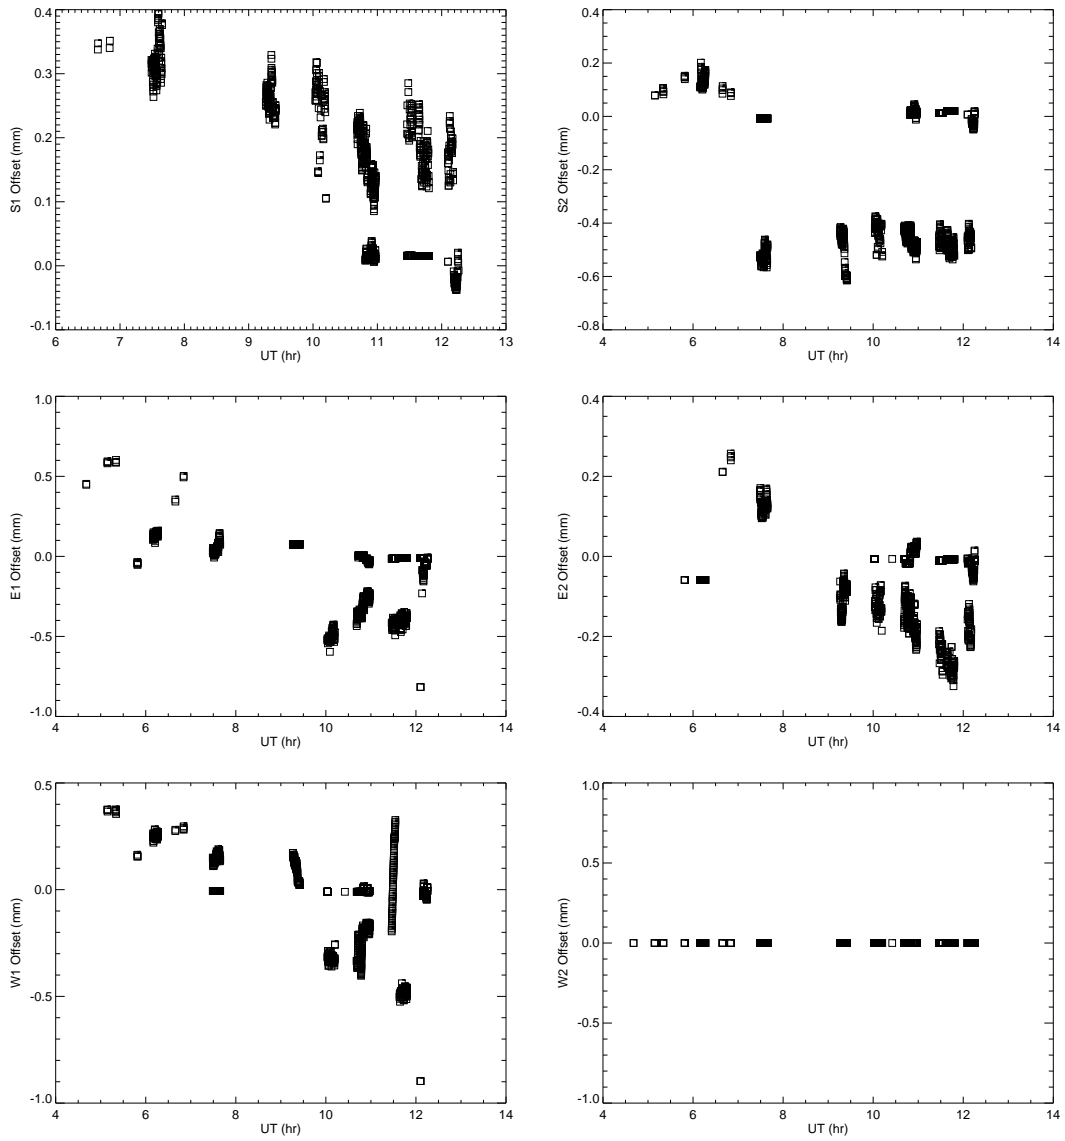 0.4
0.3
0.2
0.1
0.0
-0.1
S1 Offset (mm)
6 7 8 9 10 11 12 13
UT (hr)
0.4
0.2
0.0
-0.2
-0.4
-0.6
-0.8
S2 Offset (mm)
4 6 8 10 12 14
UT (hr)
1.0
0.5
0.0
-0.5
-1.0
E1 Offset (mm)
4 6 8 10 12 14
UT (hr)
0.4
0.2
0.0
-0.2
-0.4
E2 Offset (mm)
4 6 8 10 12 14
UT (hr)
0.5
0.0
-0.5
-1.0
W1 Offset (mm)
4 6 8 10 12 14
UT (hr)
1.0
0.5
0.0
-0.5
-1.0
W2 Offset (mm)
4 6 8 10 12 14
UT (hr)